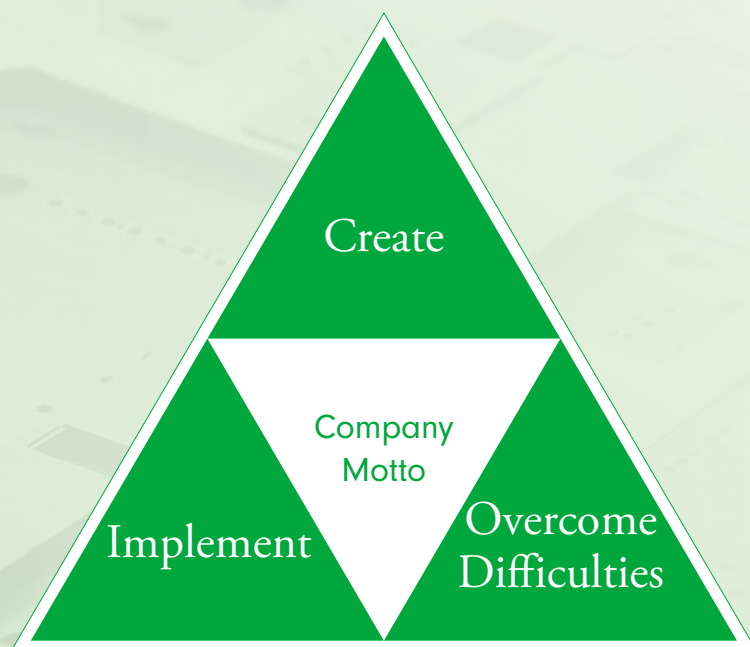 Create
Company
Motto
Implement
Overcome
Difficulties